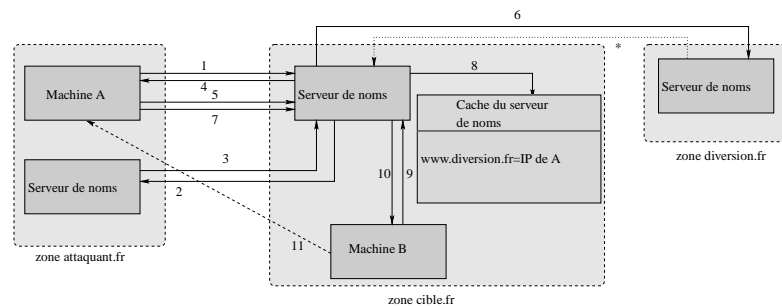 6
*
1
4
5
7
8
Machine A
Serveur de noms
Serveur de noms
Cache du serveur
de noms
www.diversion.fr=IP de A
zone diversion.fr
3
2
Serveur de noms
10
9
11
Machine B
zone attaquant.fr
zone cible.fr